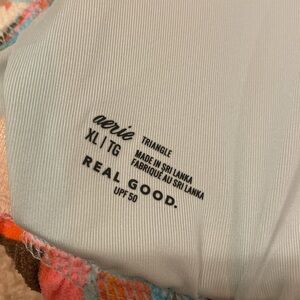 aerie TRIANGLE
XL | TG MADE IN SRI LANKA
FABRIQUÉ AU SRI LANKA
REAL GOOD.
UPF 50